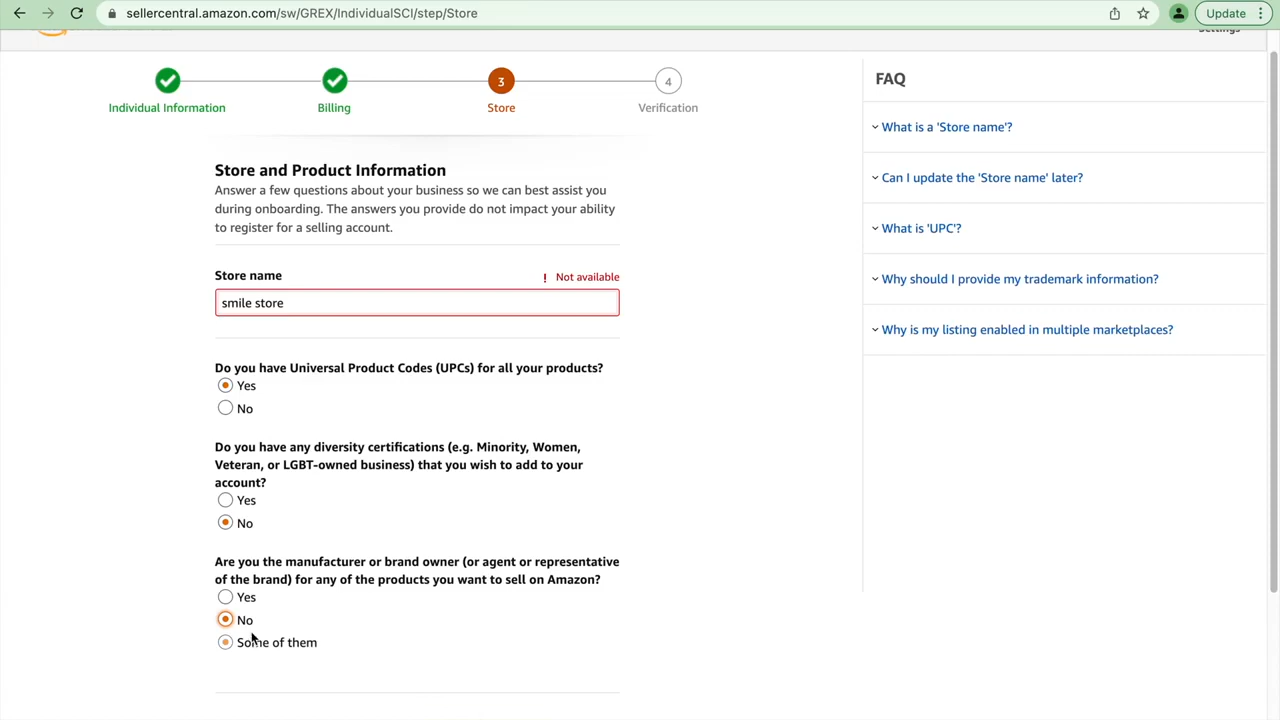 sellercentral.amazon.com/sw/GREX/IndividualSCI/step/Store
Update
Settings
3
4
Individual Information
Billing
Store
Verification
Store and Product Information
Answer a few questions about your business so we can best assist you
during onboarding. The answers you provide do not impact your ability
to register for a selling account.
Store name
! Not available
smile store
Do you have Universal Product Codes (UPCs) for all your products?
Yes
No
Do you have any diversity certifications (e.g. Minority, Women,
Veteran, or LGBT-owned business) that you wish to add to your
account?
Yes
No
Are you the manufacturer or brand owner (or agent or representative
of the brand) for any of the products you want to sell on Amazon?
Yes
No
Some of them
FAQ
What is a 'Store name'?
Can I update the 'Store name' later?
What is 'UPC'?
Why should I provide my trademark information?
Why is my listing enabled in multiple marketplaces?